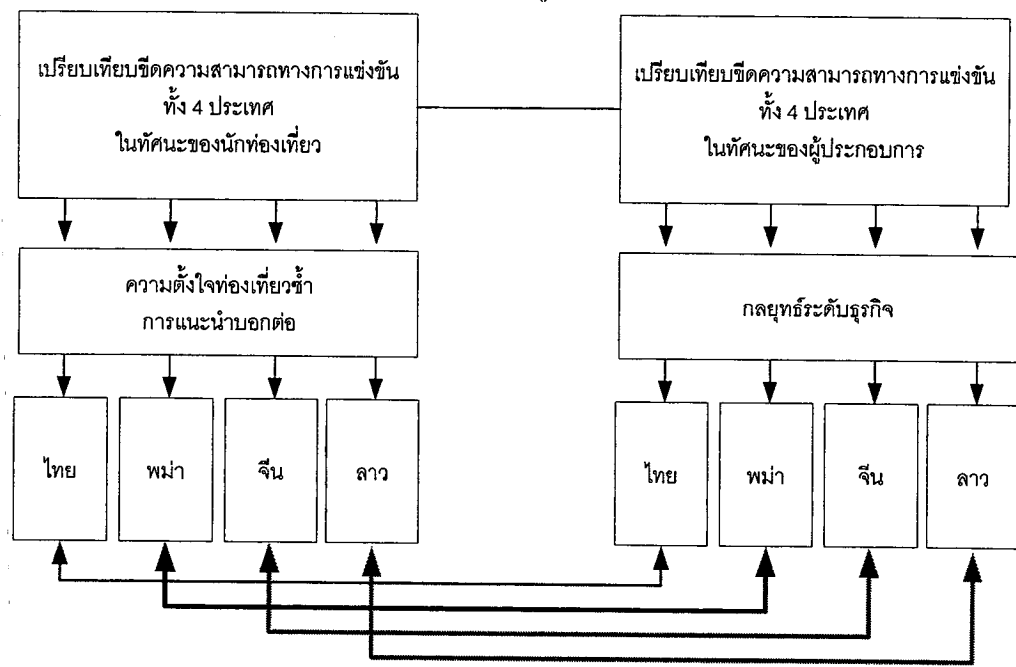 เปรียบเทียบขีดความสามารถทางการแข่งขัน
ทั้ง 4 ประเทศ
ในทัศนะของนักท่องเที่ยว
เปรียบเทียบขีดความสามารถทางการแข่งขัน
ทั้ง 4 ประเทศ
ในทัศนะของผู้ประกอบการ
ความตั้งใจท่องเที่ยวซ้ำ
การแนะนำบอกต่อ
กลยุทธ์ระดับธุรกิจ
ไทย
พม่า
จีน
ลาว
ไทย
พม่า
จีน
ลาว